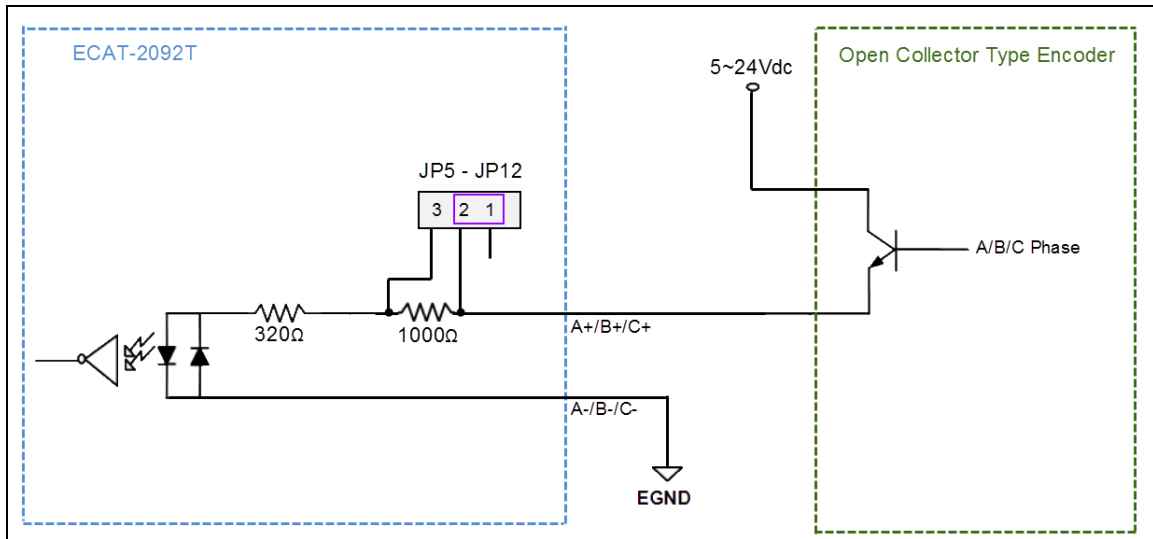 ECAT-2092T
Open Collector Type Encoder
5~24Vdc
JP5 - JP12
3 2 1
A/B/C Phase
320Ω
1000Ω
A+/B+/C+
A-/B-/C-
EGND